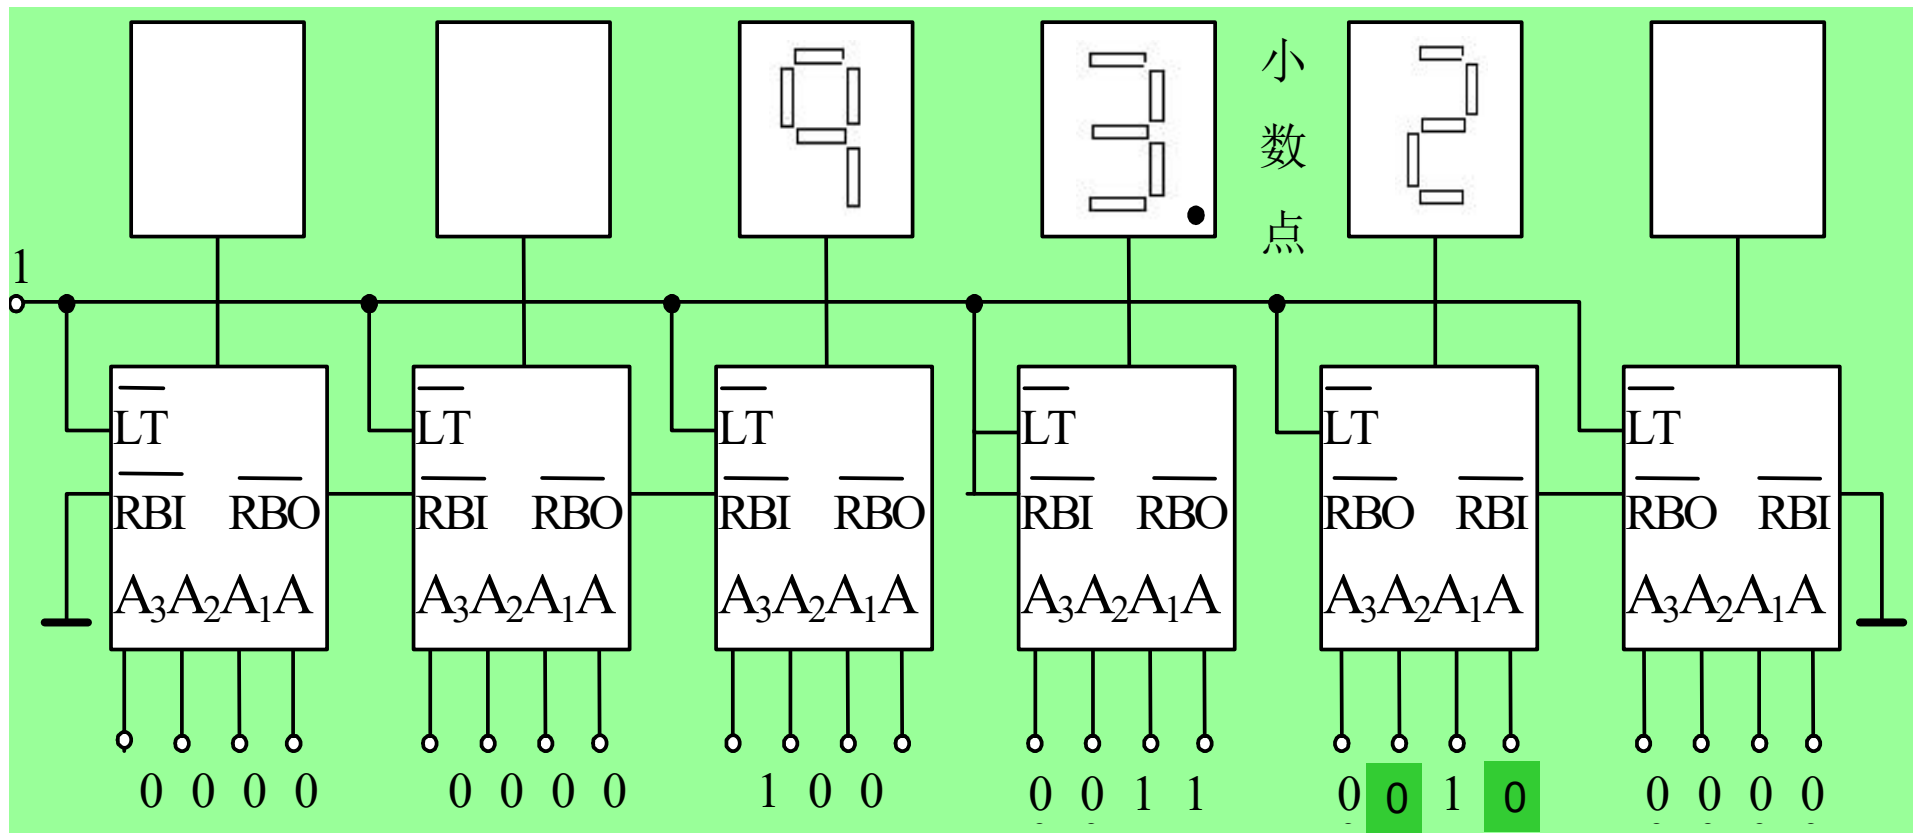 小
数
点
1
LT LT LT LT LT LT
RBI RBO RBI RBO RBI RBO RBI RBO RBO RBI RBO RBI
A3A2A1A A3A2A1A A3A2A1A A3A2A1A A3A2A1A A3A2A1A
0 0 0 0 0 0 0 0 1 0 0 0 0 1 1 0 0 1 0 0 0 0 0